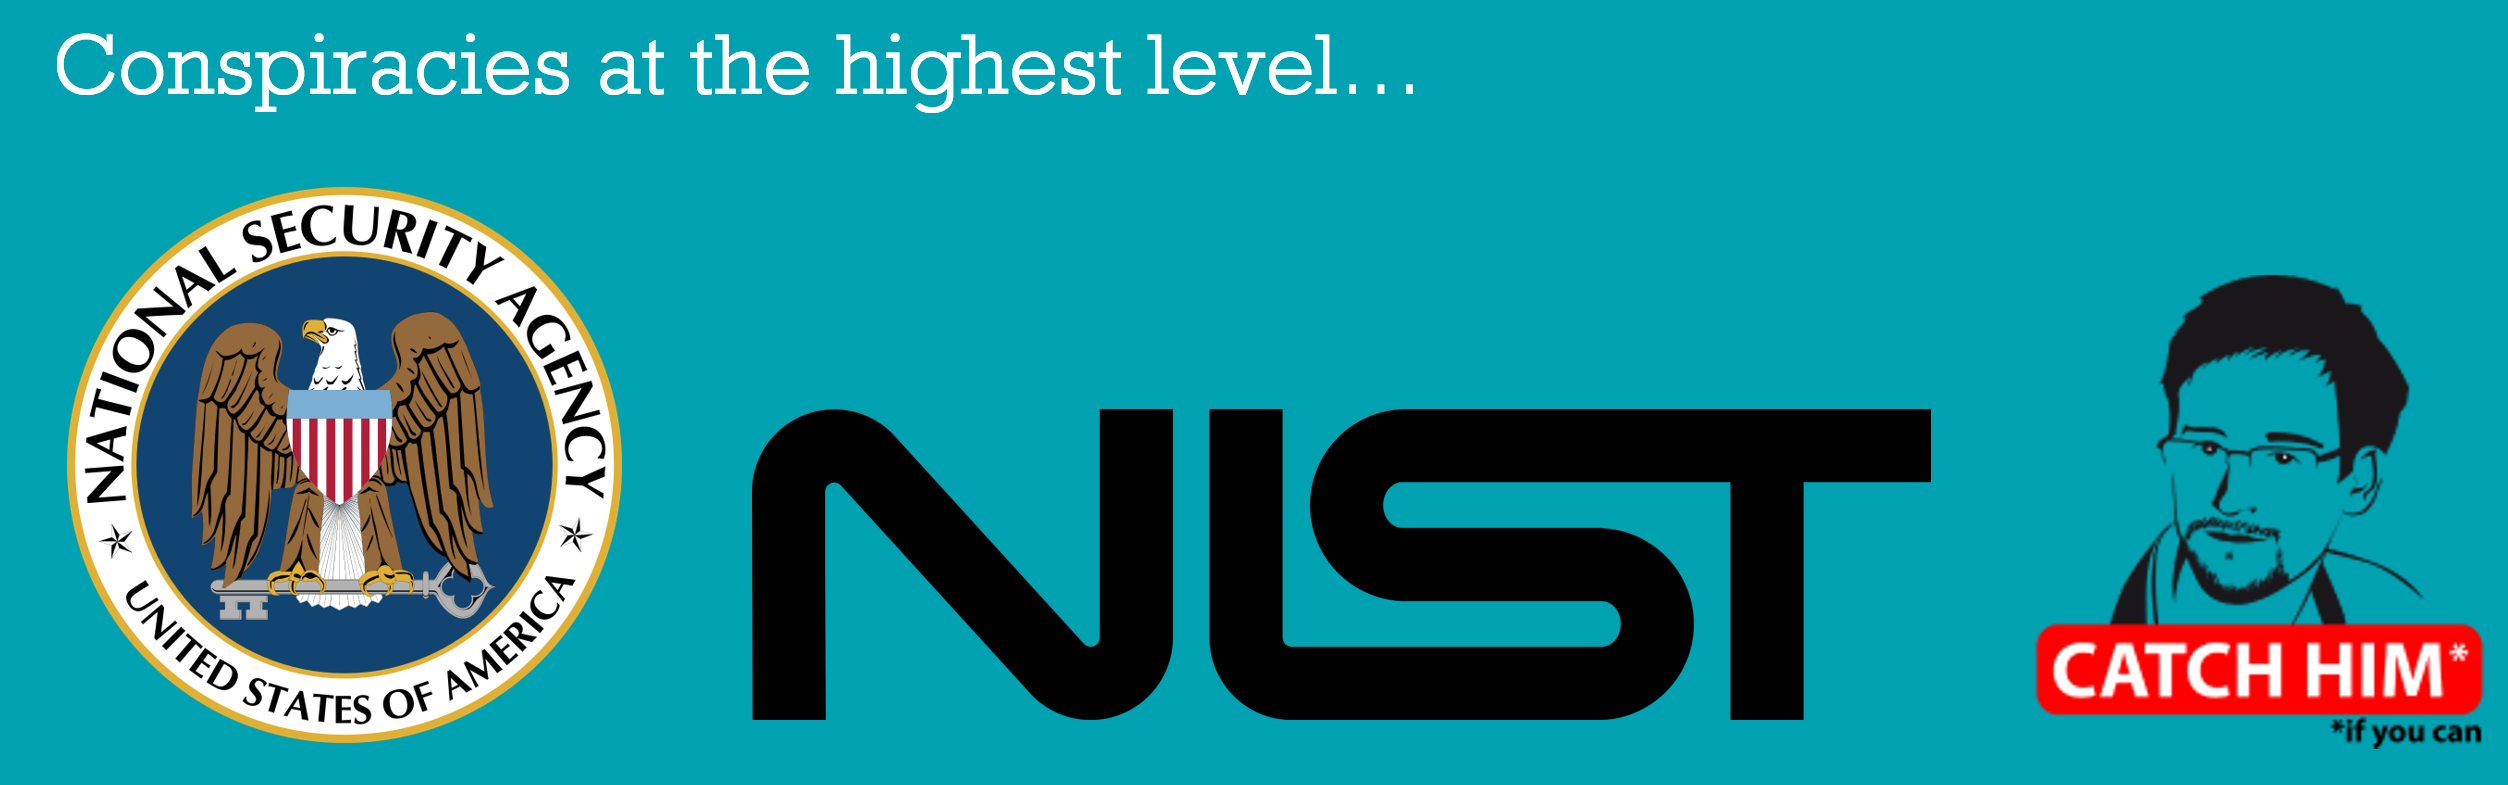 Conspiracies at the highest level...
NATIONAL SECURITY AGENCY
UNITED STATES OF AMERICA
NIST
CATCH HIM*
*if you can